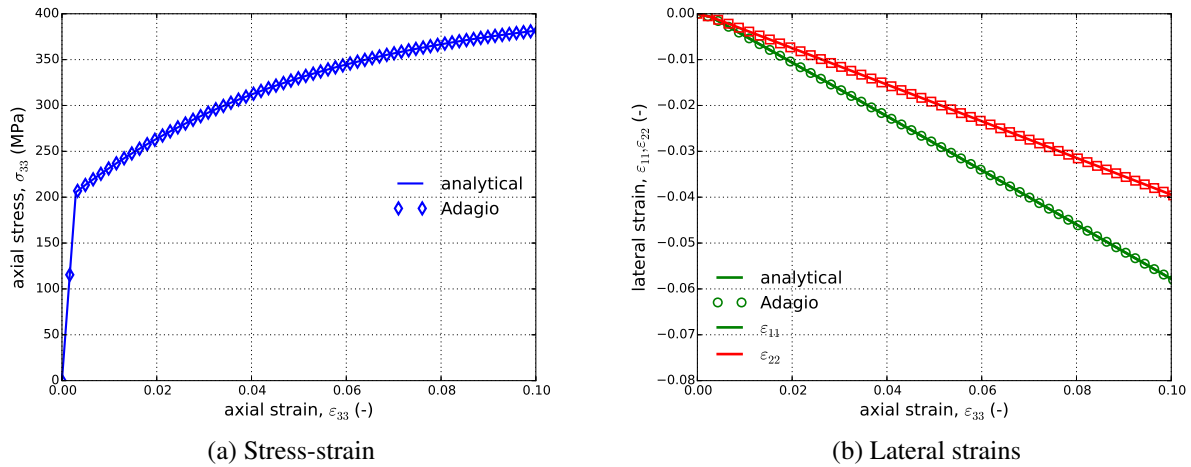 400
350
300
250
200
150
100
50
0
axial stress, σ₃₃ (MPa)
analytical
Adagio
0.00 0.02 0.04 0.06 0.08 0.10
axial strain, ε₃₃ (-)
(a) Stress-strain
0.00
−0.01
−0.02
−0.03
−0.04
−0.05
−0.06
−0.07
−0.08
lateral strain, ε₁₁,ε₂₂ (-)
analytical
Adagio
ε₁₁
ε₂₂
0.00 0.02 0.04 0.06 0.08 0.10
axial strain, ε₃₃ (-)
(b) Lateral strains